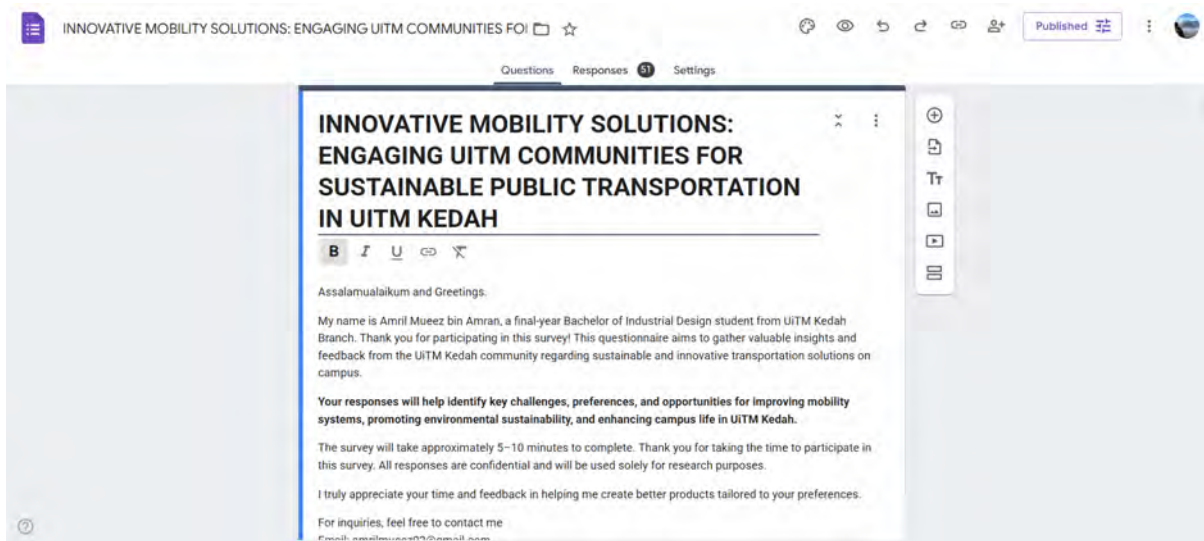 INNOVATIVE MOBILITY SOLUTIONS: ENGAGING UITM COMMUNITIES FOI
Published
Questions Responses 51 Settings
INNOVATIVE MOBILITY SOLUTIONS:
ENGAGING UITM COMMUNITIES FOR
SUSTAINABLE PUBLIC TRANSPORTATION
IN UITM KEDAH
B I U
Tт
Assalamualaikum and Greetings.
My name is Amril Mueez bin Amran, a final-year Bachelor of Industrial Design student from UiTM Kedah
Branch. Thank you for participating in this survey! This questionnaire aims to gather valuable insights and
feedback from the UiTM Kedah community regarding sustainable and innovative transportation solutions on
campus.
Your responses will help identify key challenges, preferences, and opportunities for improving mobility
systems, promoting environmental sustainability, and enhancing campus life in UiTM Kedah.
The survey will take approximately 5–10 minutes to complete. Thank you for taking the time to participate in
this survey. All responses are confidential and will be used solely for research purposes.
I truly appreciate your time and feedback in helping me create better products tailored to your preferences.
For inquiries, feel free to contact me
Email: amrilmueez02@gmail.com